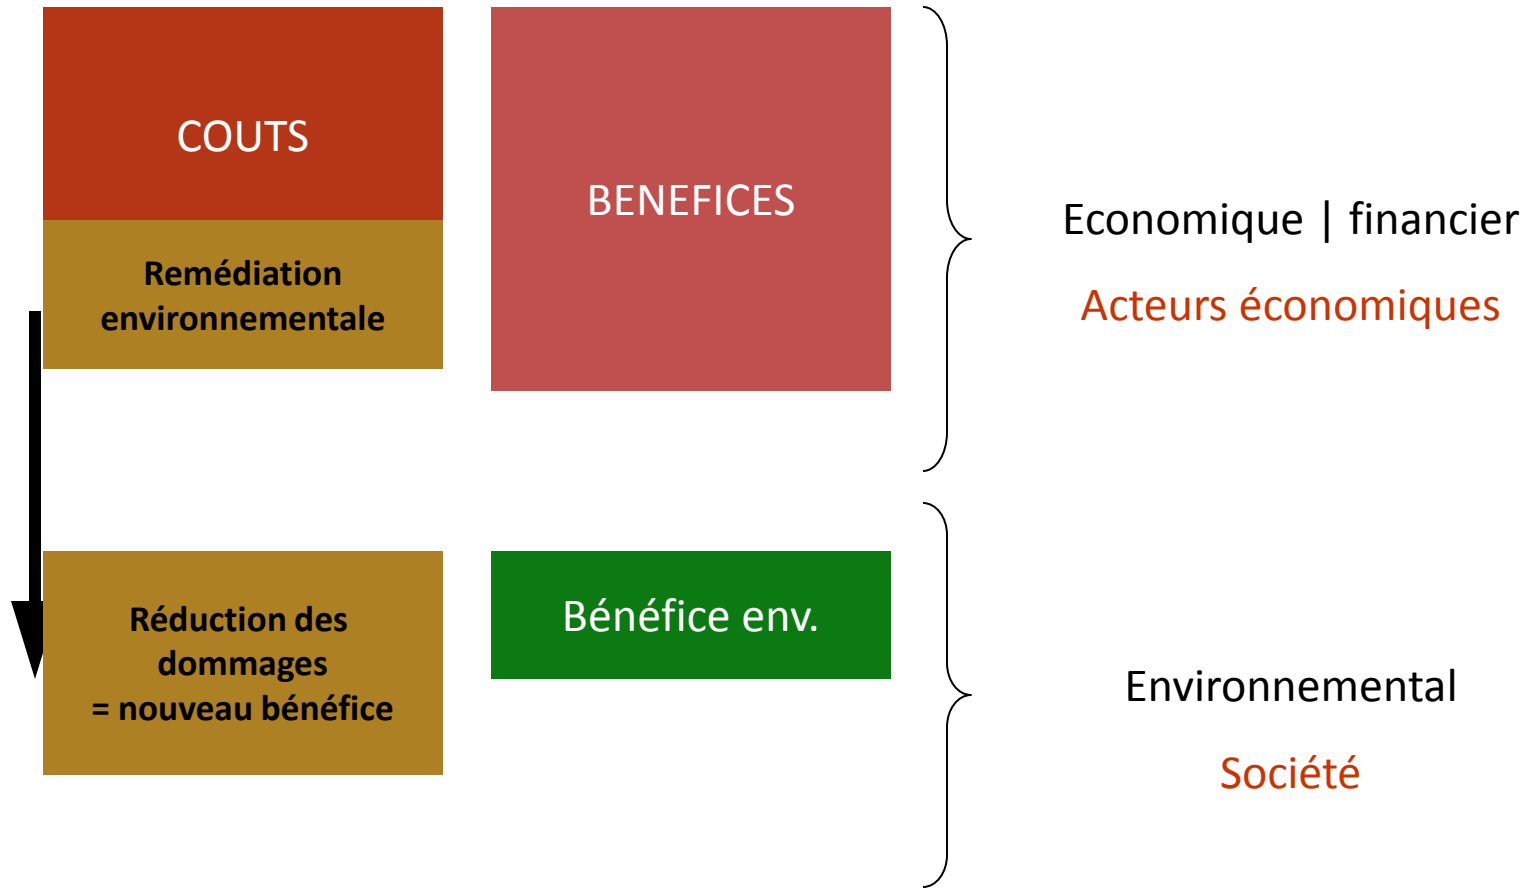 COUTS
Remédiation
environnementale
BENEFICES
Economique | financier
Acteurs économiques
Réduction des
dommages
= nouveau bénéfice
Bénéfice env.
Environnemental
Société